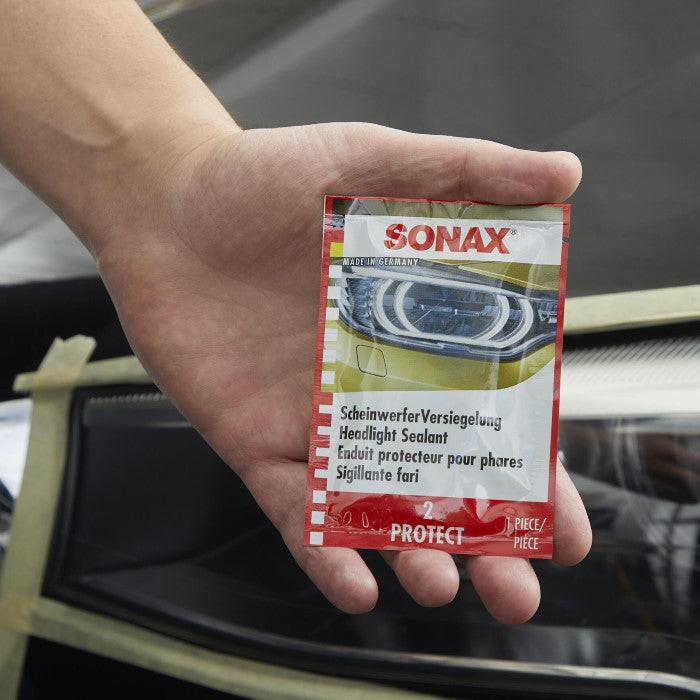 SONAX®
MADE IN GERMANY
ScheinwerferVersiegelung
Headlight Sealant
Enduit protecteur pour phares
Sigillante fari
2
PROTECT
1 PIECE/
PIÈCE